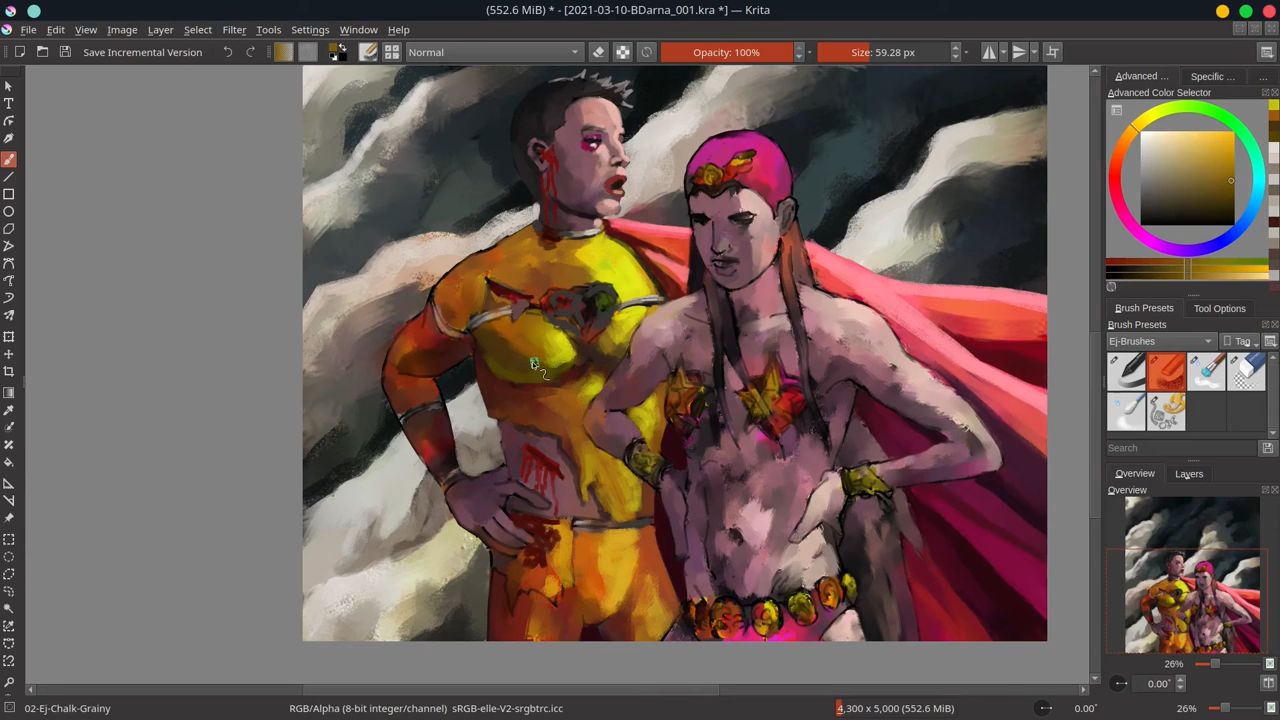 (552.6 MiB) * - [2021-03-10-BDarna_001.kra *] — Krita
File Edit View Image Layer Select Filter Tools Settings Window Help
Save Incremental Version Normal Opacity: 100% Size: 59.28 px
Advanced ... Specific ... ...
Advanced Color Selector
Brush Presets Tool Options
Brush Presets
Ej-Brushes Tag
Search
Overview Layers
Overview
26%
0.00°
02-Ej-Chalk-Grainy RGB/Alpha (8-bit integer/channel) sRGB-elle-V2-srgbtrc.icc 4,300 x 5,000 (552.6 MiB) 0.00° 26%